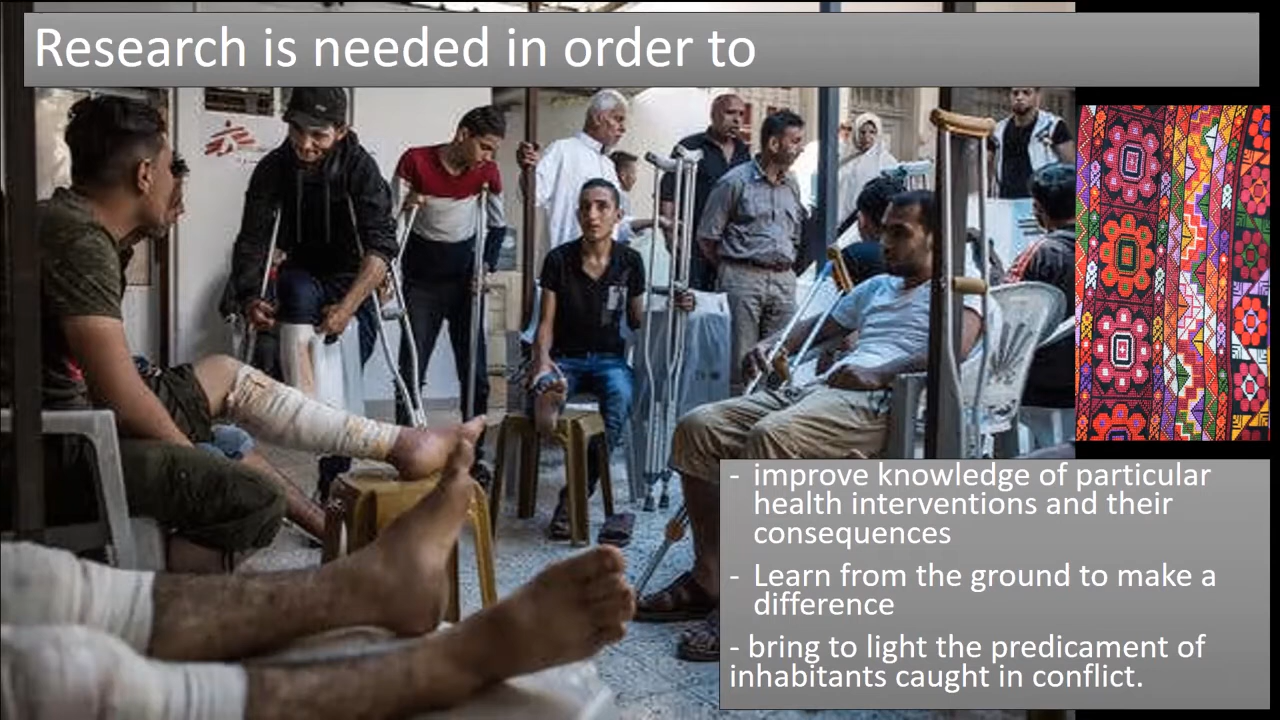 Research is needed in order to
- improve knowledge of particular
health interventions and their
consequences
- Learn from the ground to make a
difference
- bring to light the predicament of
inhabitants caught in conflict.